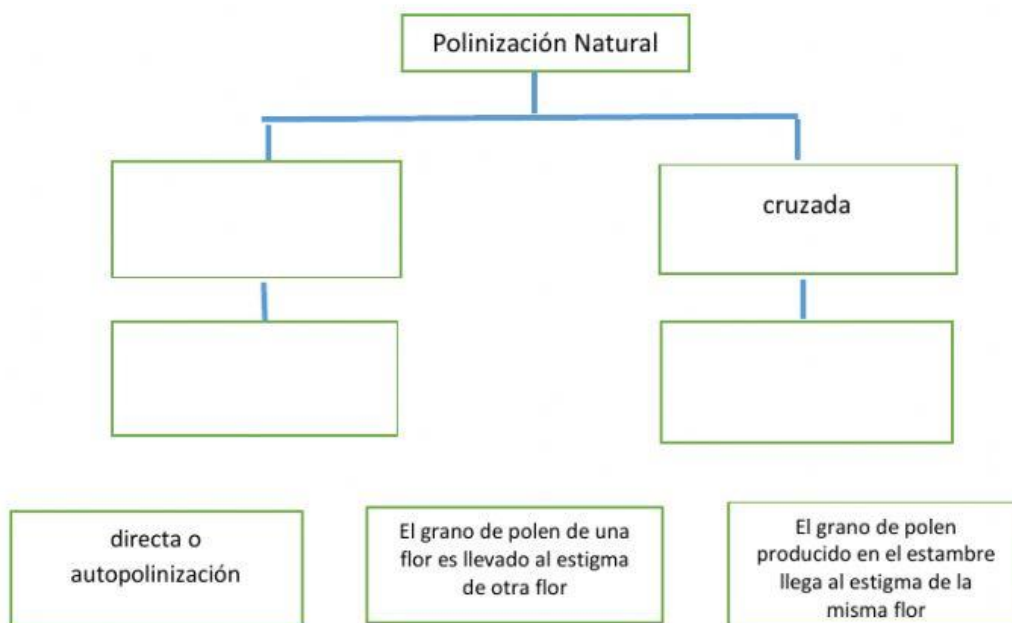 Polinización Natural
cruzada
directa o
autopolinización
El grano de polen de una
flor es llevado al estigma
de otra flor
El grano de polen
producido en el estambre
llega al estigma de la
misma flor